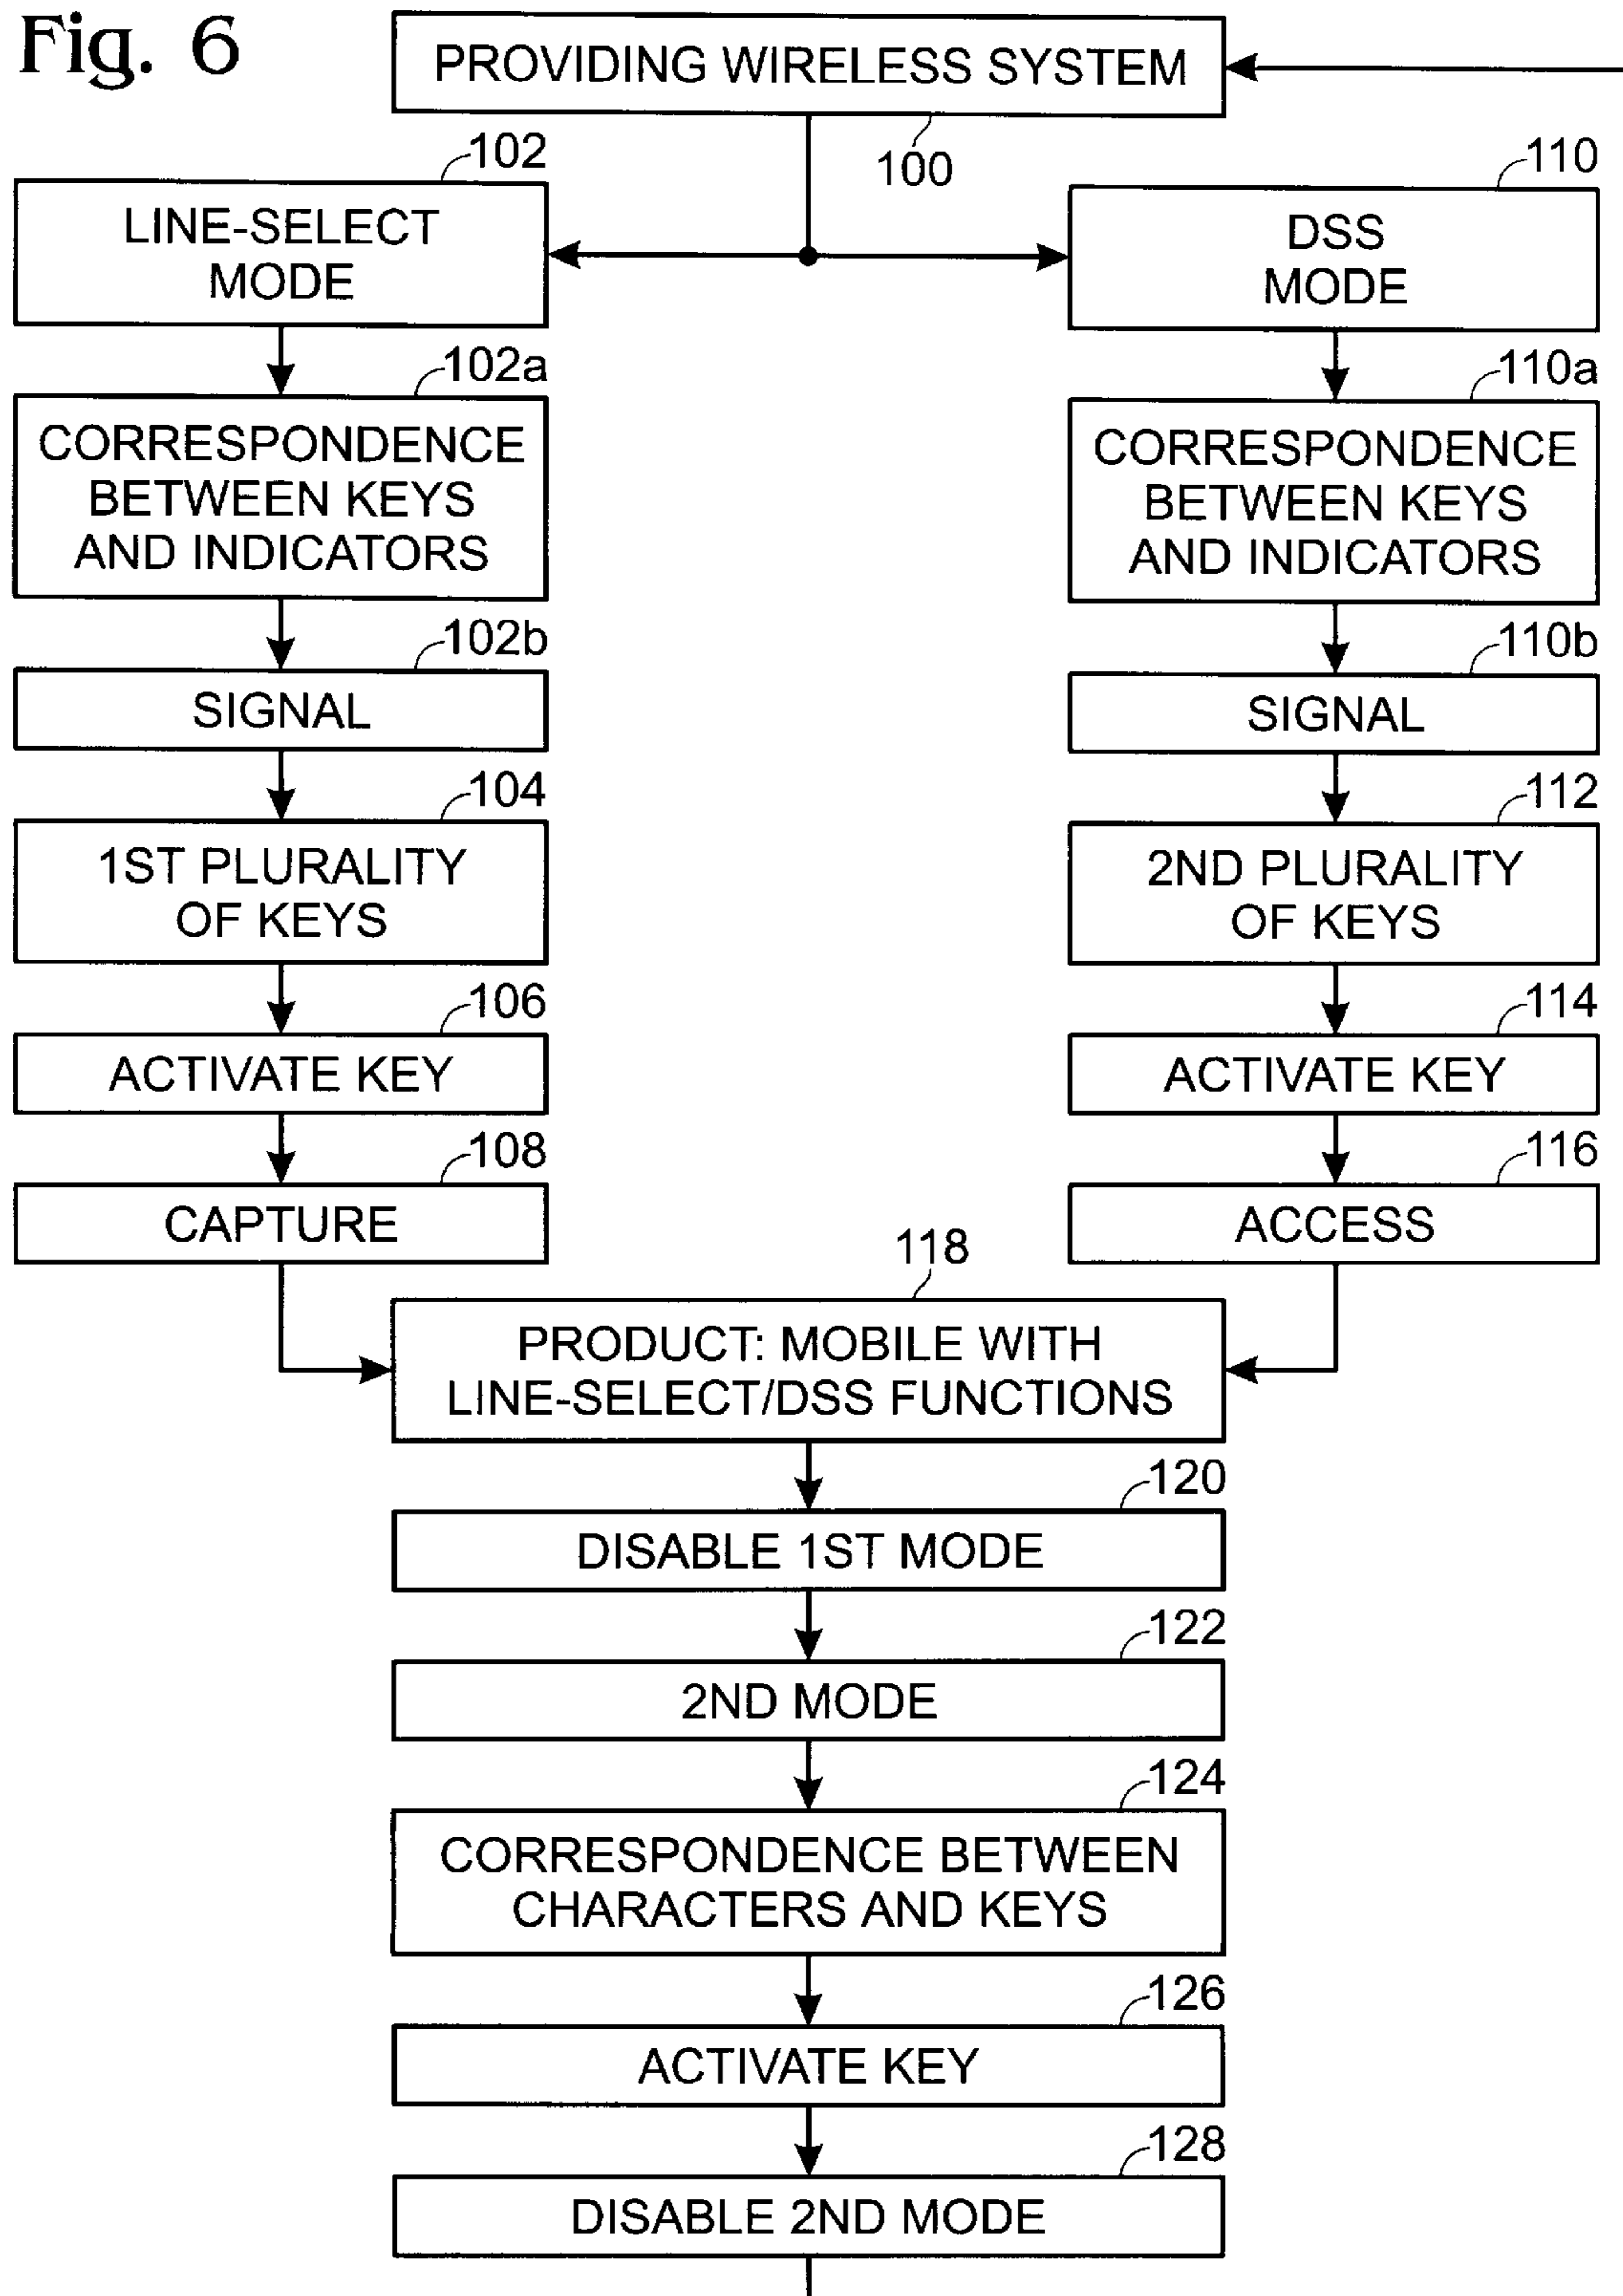 Fig. 6
PROVIDING WIRELESS SYSTEM
100
102
LINE-SELECT
MODE
102a
CORRESPONDENCE
BETWEEN KEYS
AND INDICATORS
102b
SIGNAL
104
1ST PLURALITY
OF KEYS
106
ACTIVATE KEY
108
CAPTURE
110
DSS
MODE
110a
CORRESPONDENCE
BETWEEN KEYS
AND INDICATORS
110b
SIGNAL
112
2ND PLURALITY
OF KEYS
114
ACTIVATE KEY
116
ACCESS
118
PRODUCT: MOBILE WITH
LINE-SELECT/DSS FUNCTIONS
120
DISABLE 1ST MODE
122
2ND MODE
124
CORRESPONDENCE BETWEEN
CHARACTERS AND KEYS
126
ACTIVATE KEY
128
DISABLE 2ND MODE